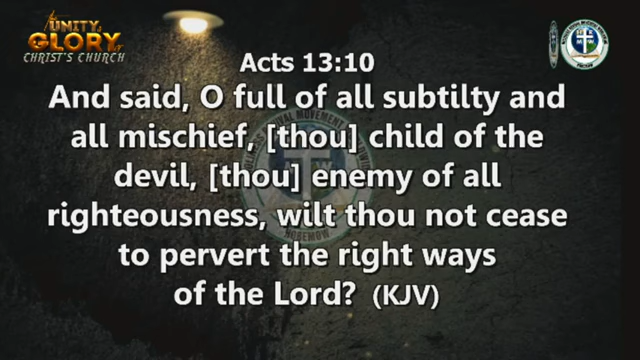 UNITY,
GLORY
CHRIST'S CHURCH
Acts 13:10
And said, O full of all subtilty and
all mischief, [thou] child of the
devil, [thou] enemy of all
righteousness, wilt thou not cease
to pervert the right ways
of the Lord? (KJV)